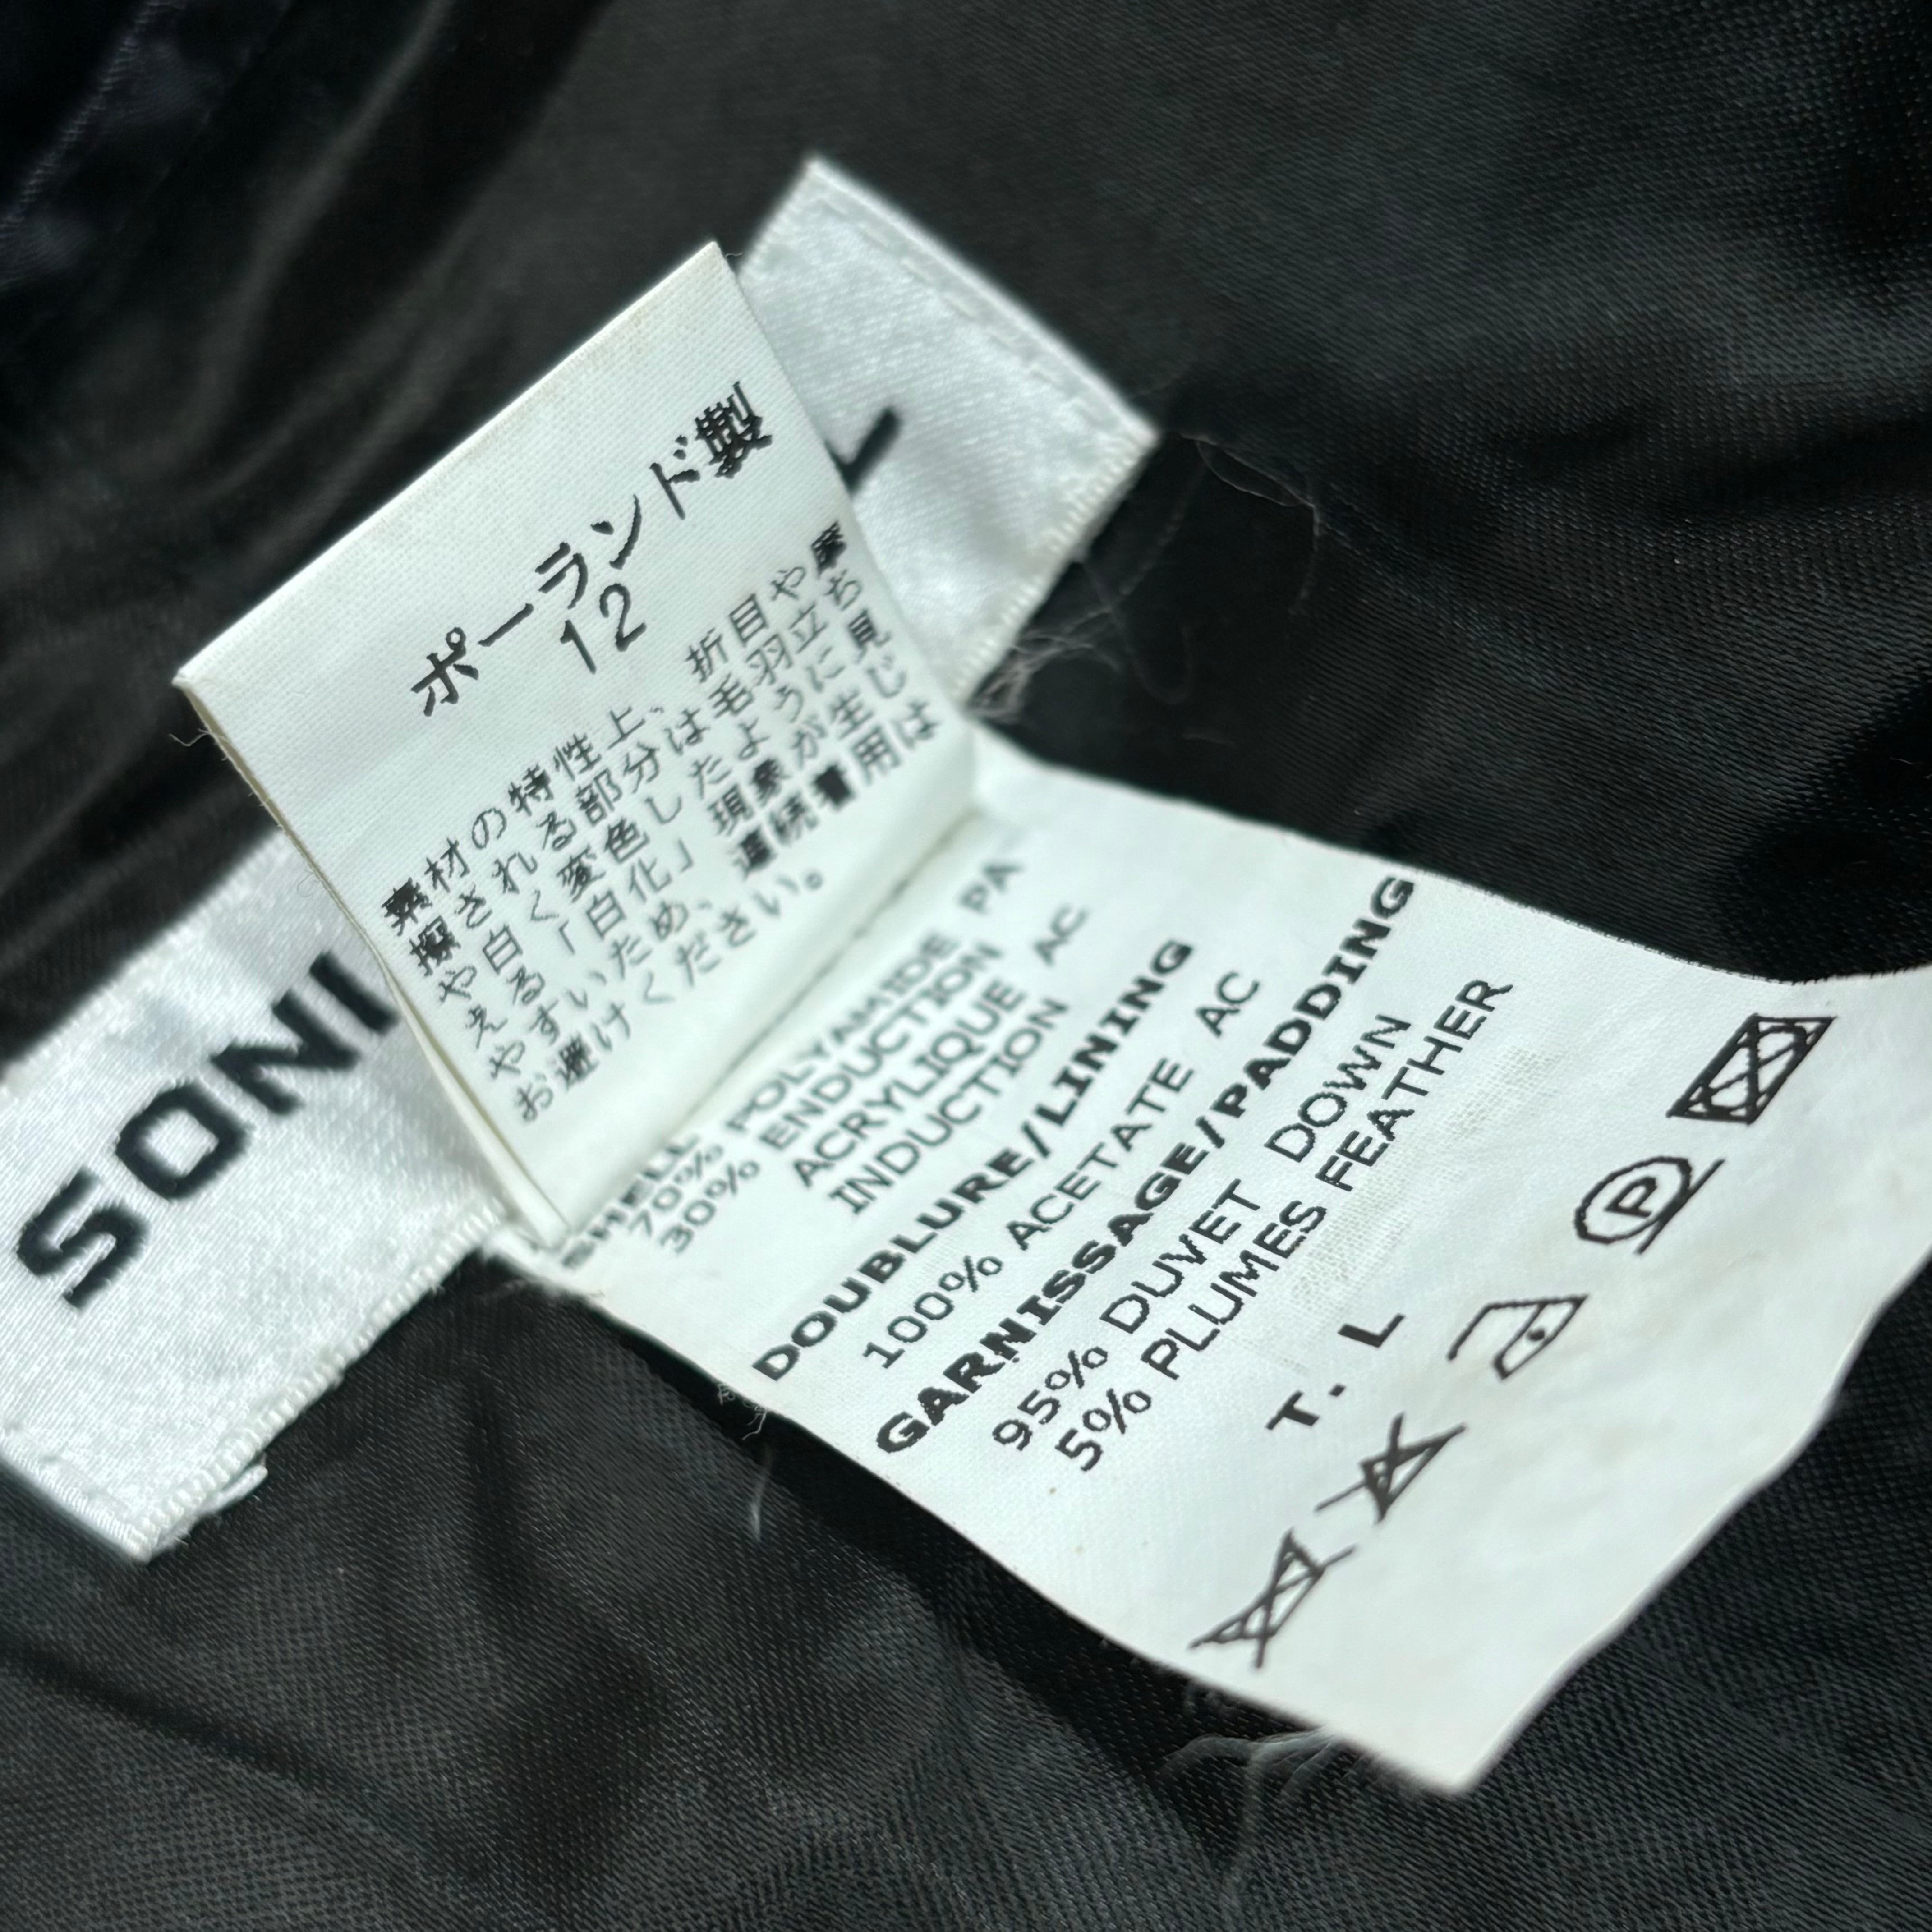 ポーランド製
12
素材の特性上、折目や摩
擦される部分は毛羽立ち
や白く変色したように見
える「白化」現象が生じ
やすいため、連続着用は
お避けください。
SONI
L
SHELL
70% POLYAMIDE PA
30% ENDUCTION
ACRYLIQUE AC
INDUCTION
DOUBLURE/LINING
100% ACETATE AC
GARNISSAGE/PADDING
95% DUVET DOWN
5% PLUMES FEATHER
T. L
P